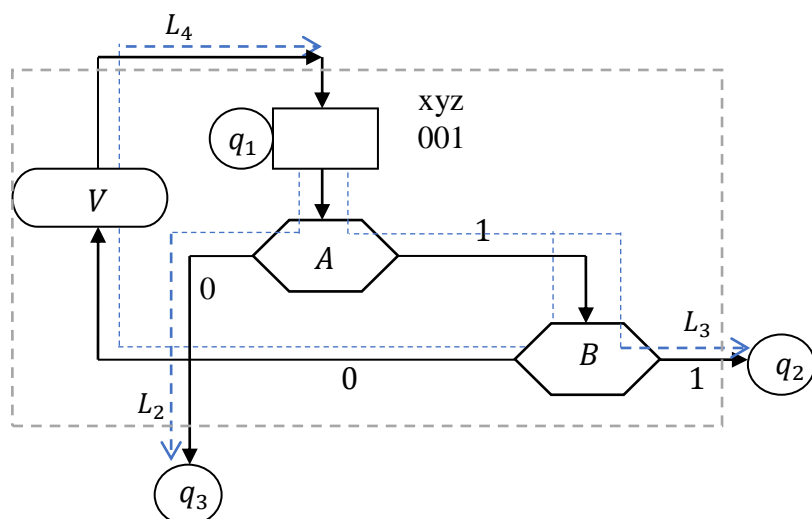 L₄
xyz
q₁
001
V
1
A
0
L₃
B
q₂
0
1
L₂
q₃